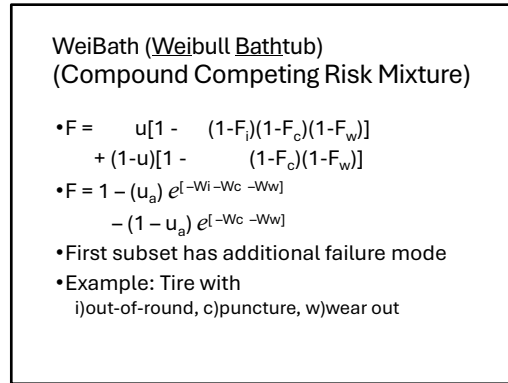 WeiBath (Weibull Bathtub)
(Compound Competing Risk Mixture)
•F = u[1 - (1-Fi)(1-Fc)(1-Fw)]
+ (1-u)[1 - (1-Fc)(1-Fw)]
•F = 1 – (ua) e[ –Wi –Wc –Ww]
– (1 – ua) e[ –Wc –Ww]
•First subset has additional failure mode
•Example: Tire with
i)out-of-round, c)puncture, w)wear out